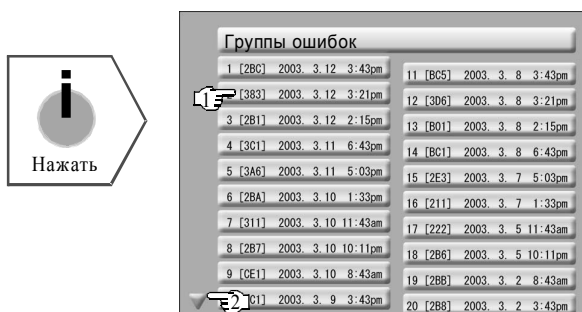 i
Нажать
Группы ошибок
1 [2BC] 2003. 3.12 3:43pm
[383] 2003. 3.12 3:21pm
3 [2B1] 2003. 3.12 2:15pm
4 [3C1] 2003. 3.11 6:43pm
5 [3A6] 2003. 3.11 5:03pm
6 [2BA] 2003. 3.10 1:33pm
7 [311] 2003. 3.10 11:43am
8 [2B7] 2003. 3.10 10:11pm
9 [CE1] 2003. 3.10 8:43am
C1] 2003. 3. 9 3:43pm
11 [BC5] 2003. 3. 8 3:43pm
12 [3D6] 2003. 3. 8 3:21pm
13 [B01] 2003. 3. 8 2:15pm
14 [BC1] 2003. 3. 8 6:43pm
15 [2E3] 2003. 3. 7 5:03pm
16 [211] 2003. 3. 7 1:33pm
17 [222] 2003. 3. 5 11:43am
18 [2B6] 2003. 3. 5 10:11pm
19 [2BB] 2003. 3. 2 8:43am
20 [2B8] 2003. 3. 2 3:43pm
1
2